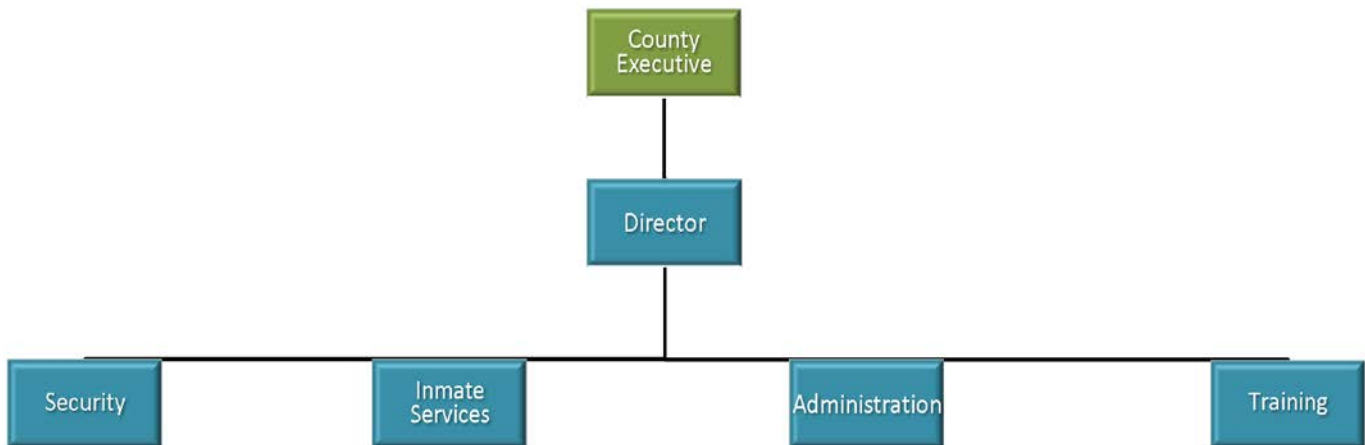 County
Executive
Director
Security
Inmate
Services
Administration
Training